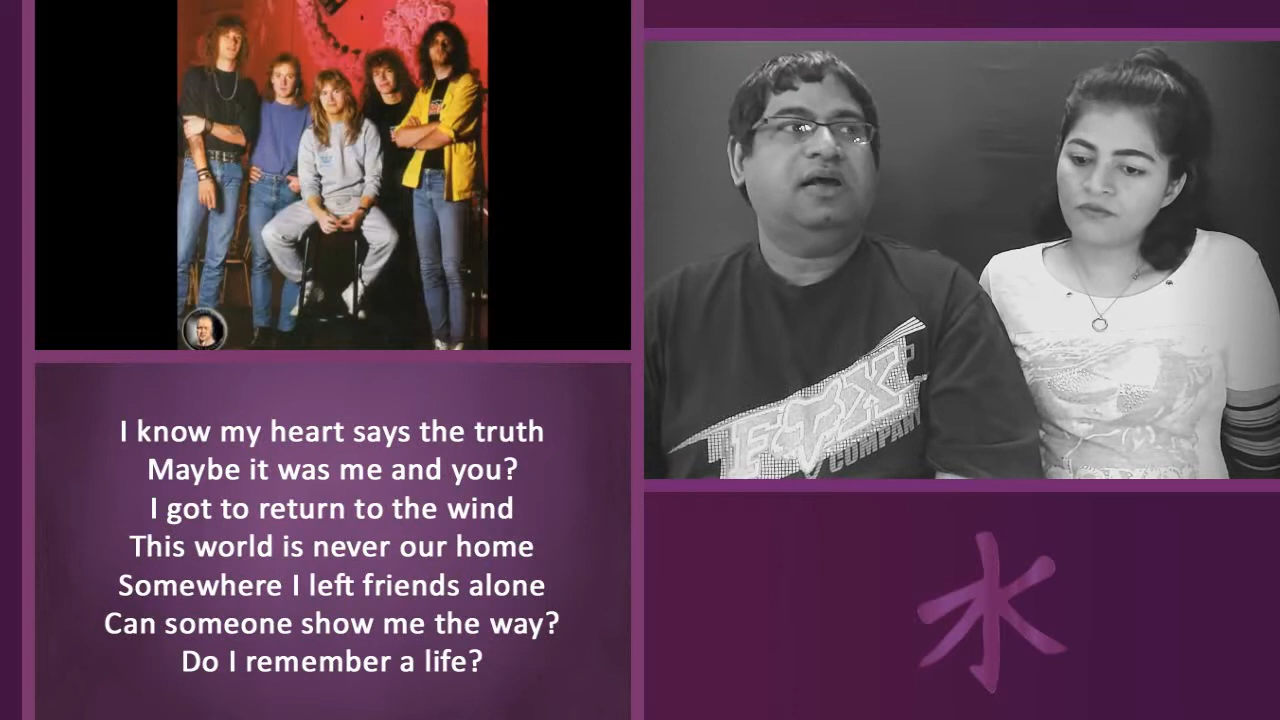 I know my heart says the truth
Maybe it was me and you?
I got to return to the wind
This world is never our home
Somewhere I left friends alone
Can someone show me the way?
Do I remember a life?
FOX
COMPANY
水